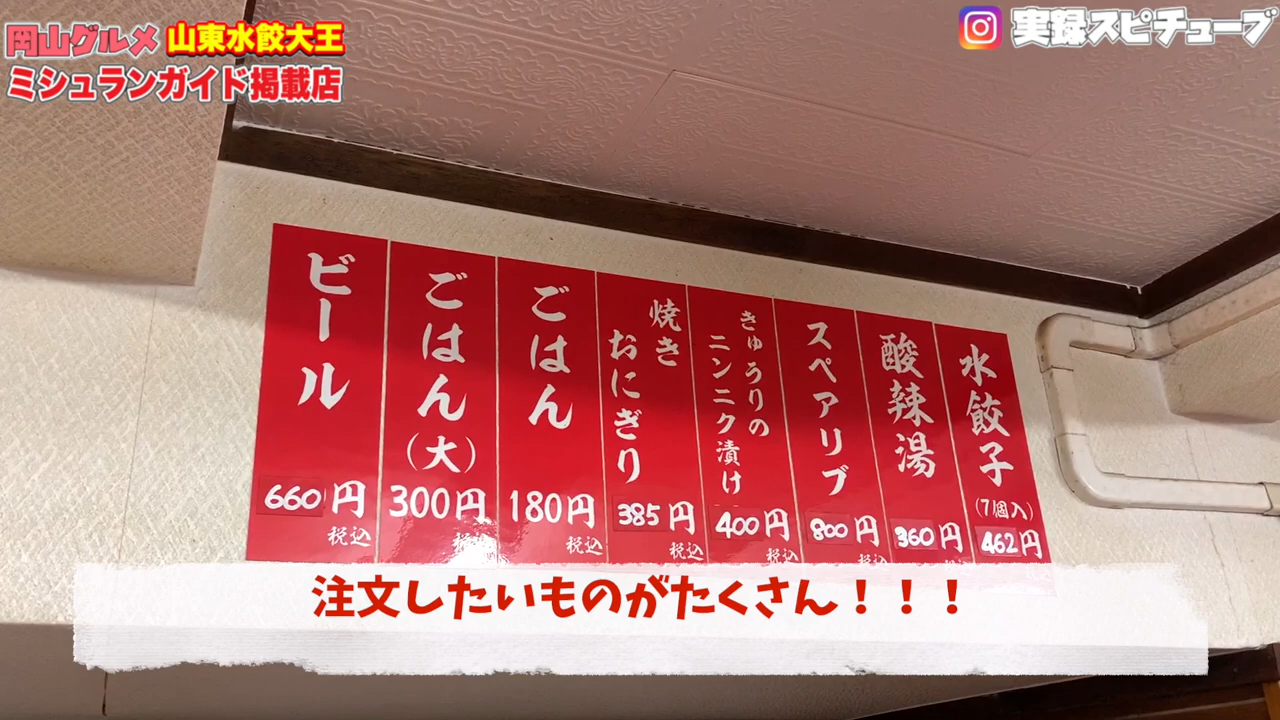 岡山グルメ 山東水餃大王
ミシュランガイド掲載店
実録スピチューブ
水餃子
(7個入)
462円
酸辣湯
360円
スペアリブ
800円
きゅうりの
ニンニク漬け
400円
税込
焼き
おにぎり
385円
税込
ごはん
180円
税込
ごはん
(大)
300円
税込
ビール
660円
税込
注文したいものがたくさん！！！